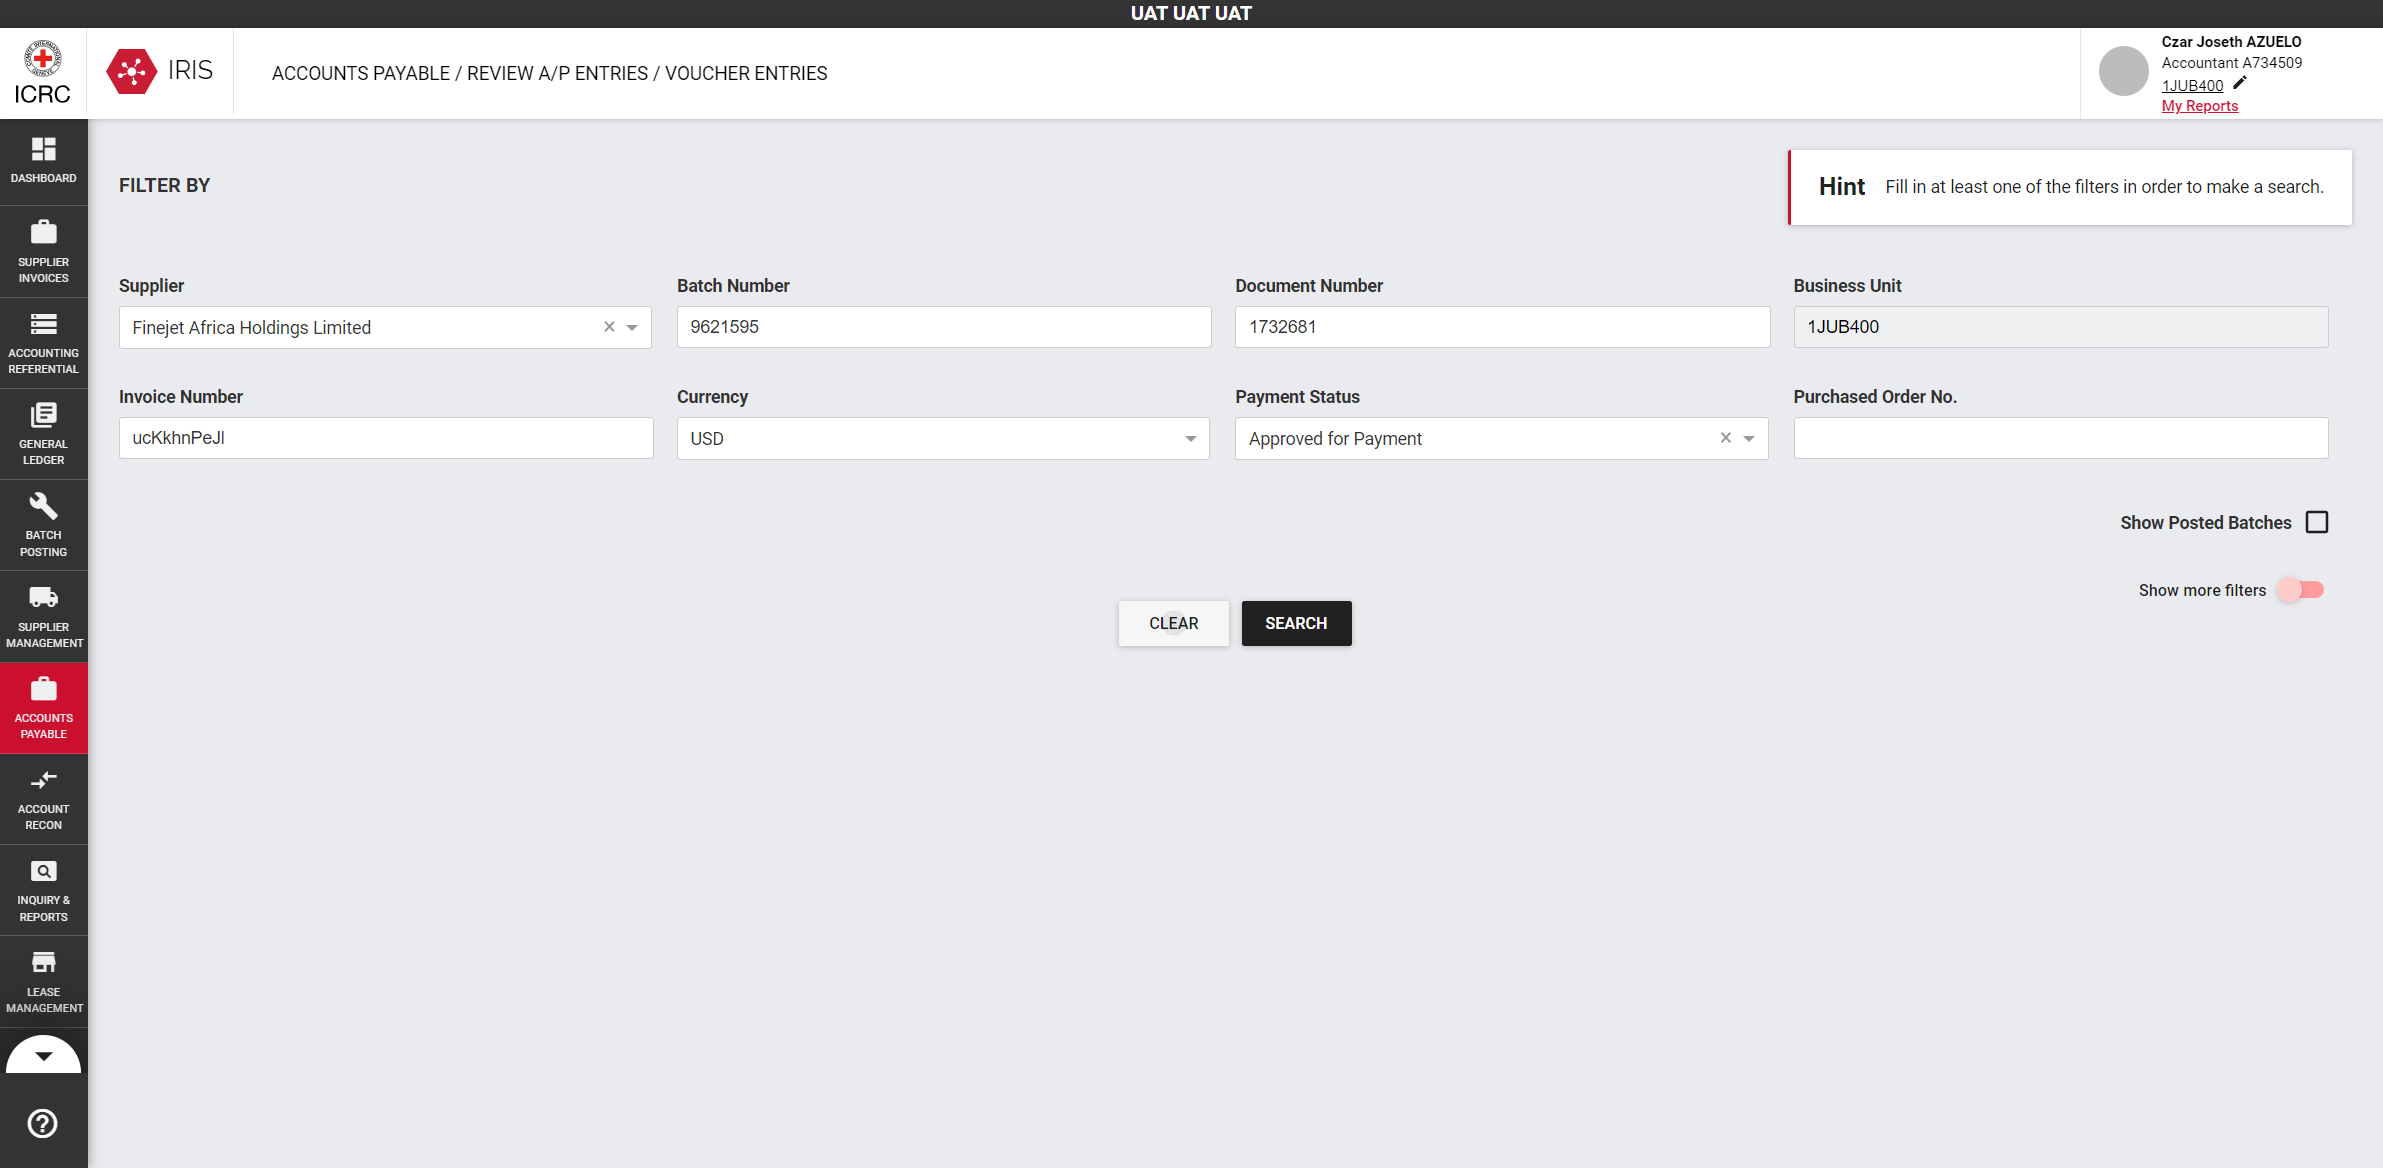 UAT UAT UAT
ICRC
IRIS
ACCOUNTS PAYABLE / REVIEW A/P ENTRIES / VOUCHER ENTRIES
Czar Joseth AZUELO
Accountant A734509
1JUB400
My Reports
DASHBOARD
SUPPLIER
INVOICES
ACCOUNTING
REFERENTIAL
GENERAL
LEDGER
BATCH
POSTING
SUPPLIER
MANAGEMENT
ACCOUNTS
PAYABLE
ACCOUNT
RECON
INQUIRY &
REPORTS
LEASE
MANAGEMENT
FILTER BY
Hint Fill in at least one of the filters in order to make a search.
Supplier Batch Number Document Number Business Unit
Finejet Africa Holdings Limited 9621595 1732681 1JUB400
Invoice Number Currency Payment Status Purchased Order No.
ucKkhnPeJl USD Approved for Payment
Show Posted Batches
Show more filters
CLEAR SEARCH